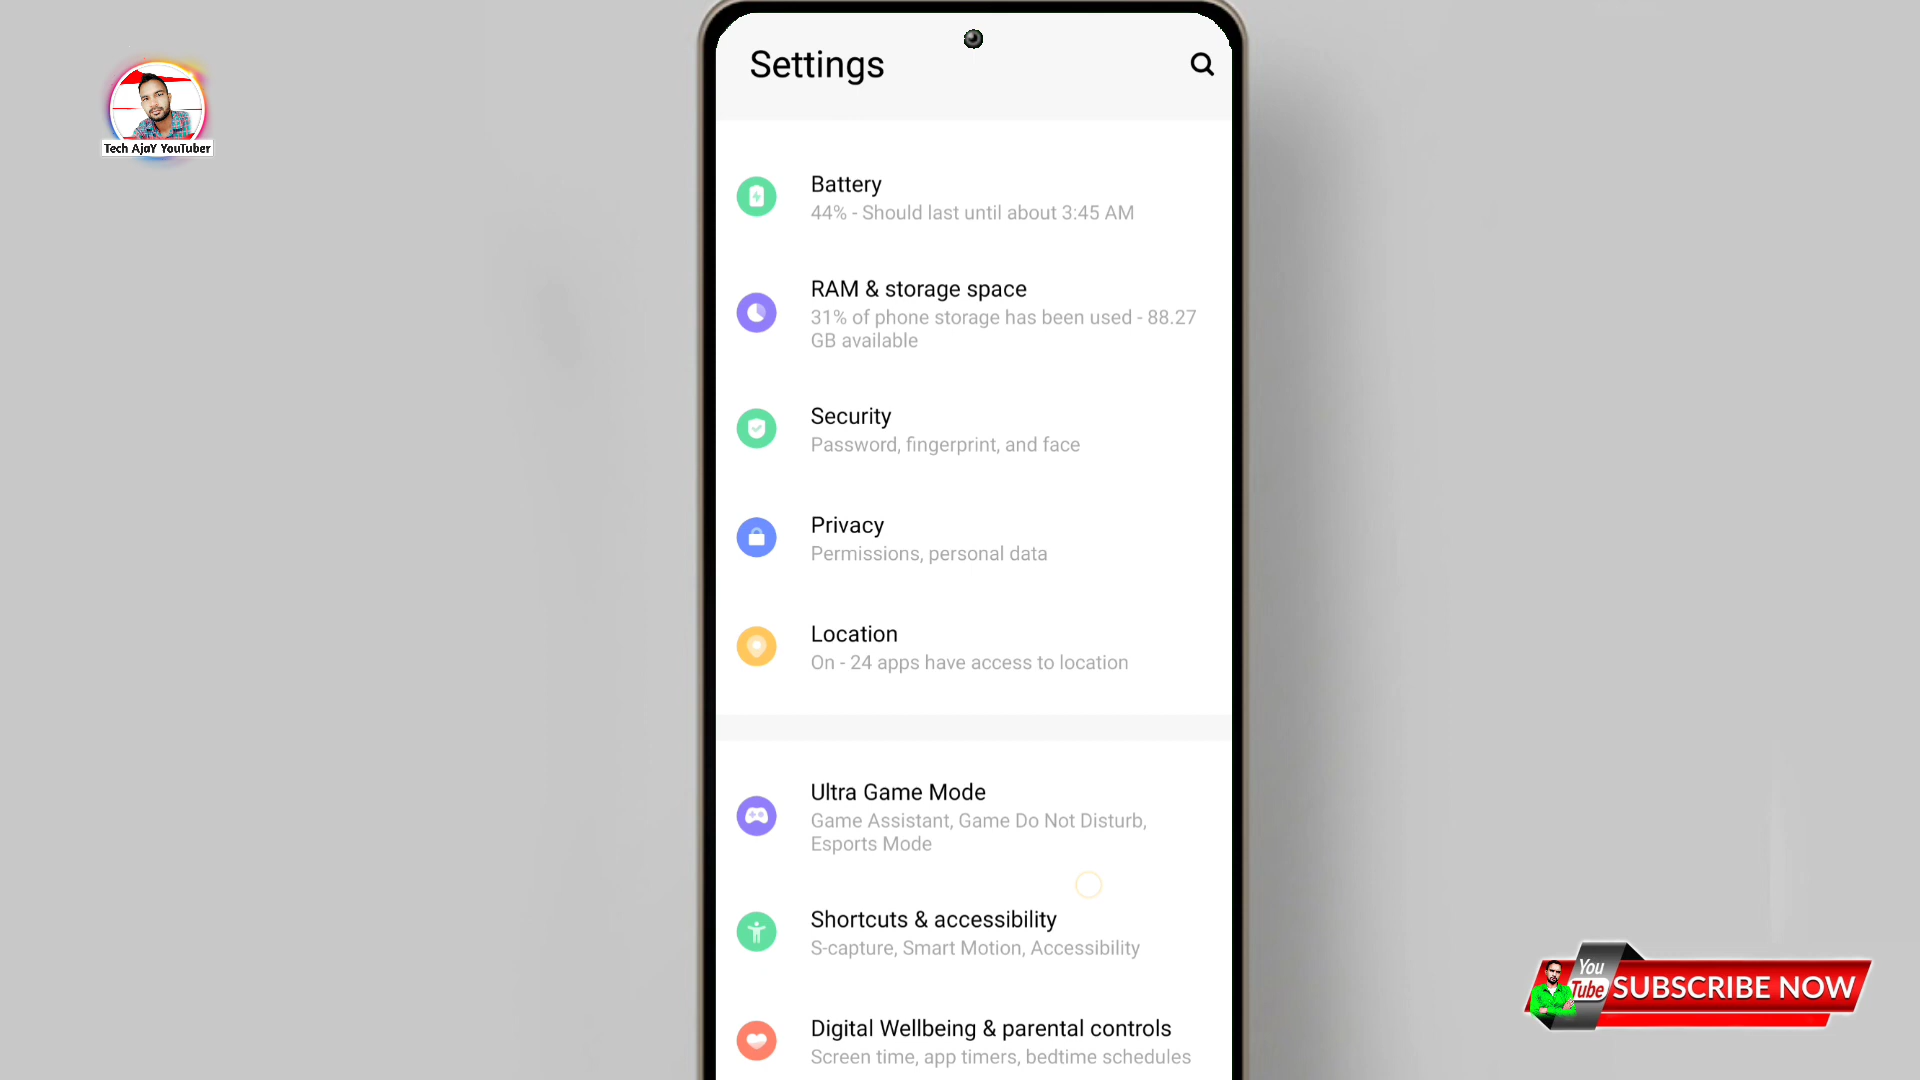 Settings
Tech AjaY YouTuber
Battery
44% - Should last until about 3:45 AM
RAM & storage space
31% of phone storage has been used - 88.27
GB available
Security
Password, fingerprint, and face
Privacy
Permissions, personal data
Location
On - 24 apps have access to location
Ultra Game Mode
Game Assistant, Game Do Not Disturb,
Esports Mode
Shortcuts & accessibility
S-capture, Smart Motion, Accessibility
You
Tube
SUBSCRIBE NOW
Digital Wellbeing & parental controls
Screen time, app timers, bedtime schedules